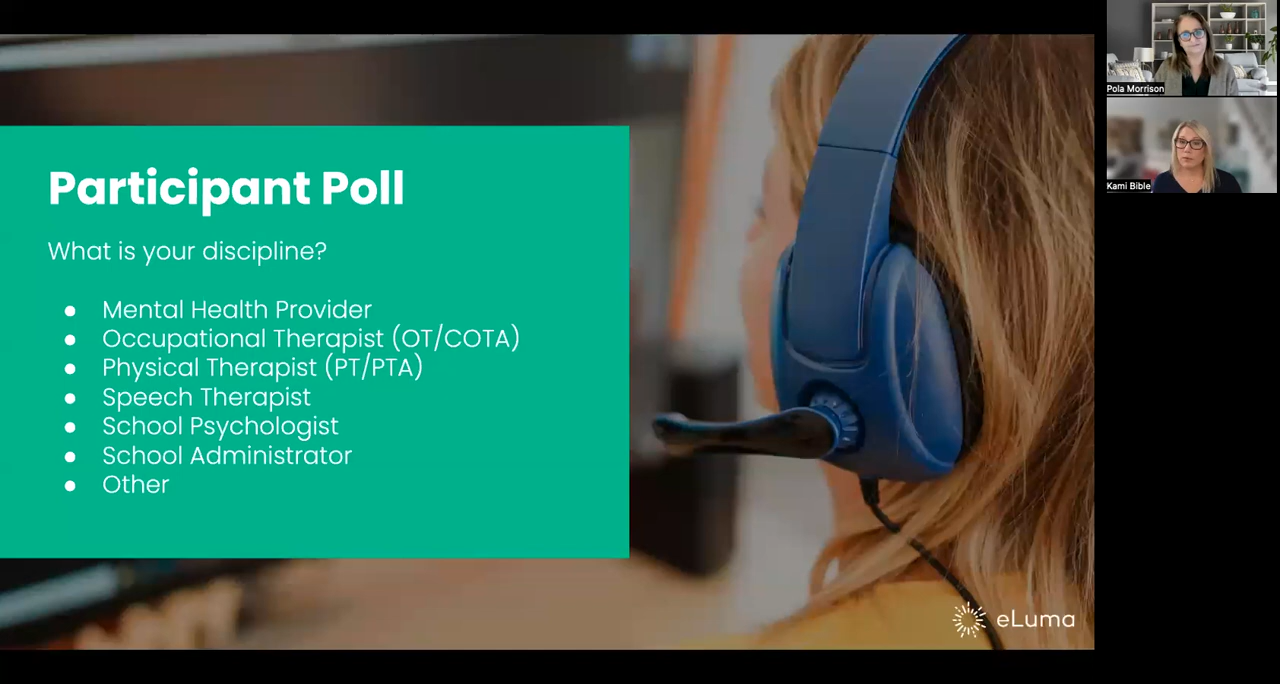 Participant Poll
What is your discipline?
● Mental Health Provider
● Occupational Therapist (OT/COTA)
● Physical Therapist (PT/PTA)
● Speech Therapist
● School Psychologist
● School Administrator
● Other
eLuma
Pola Morrison
Kami Bible